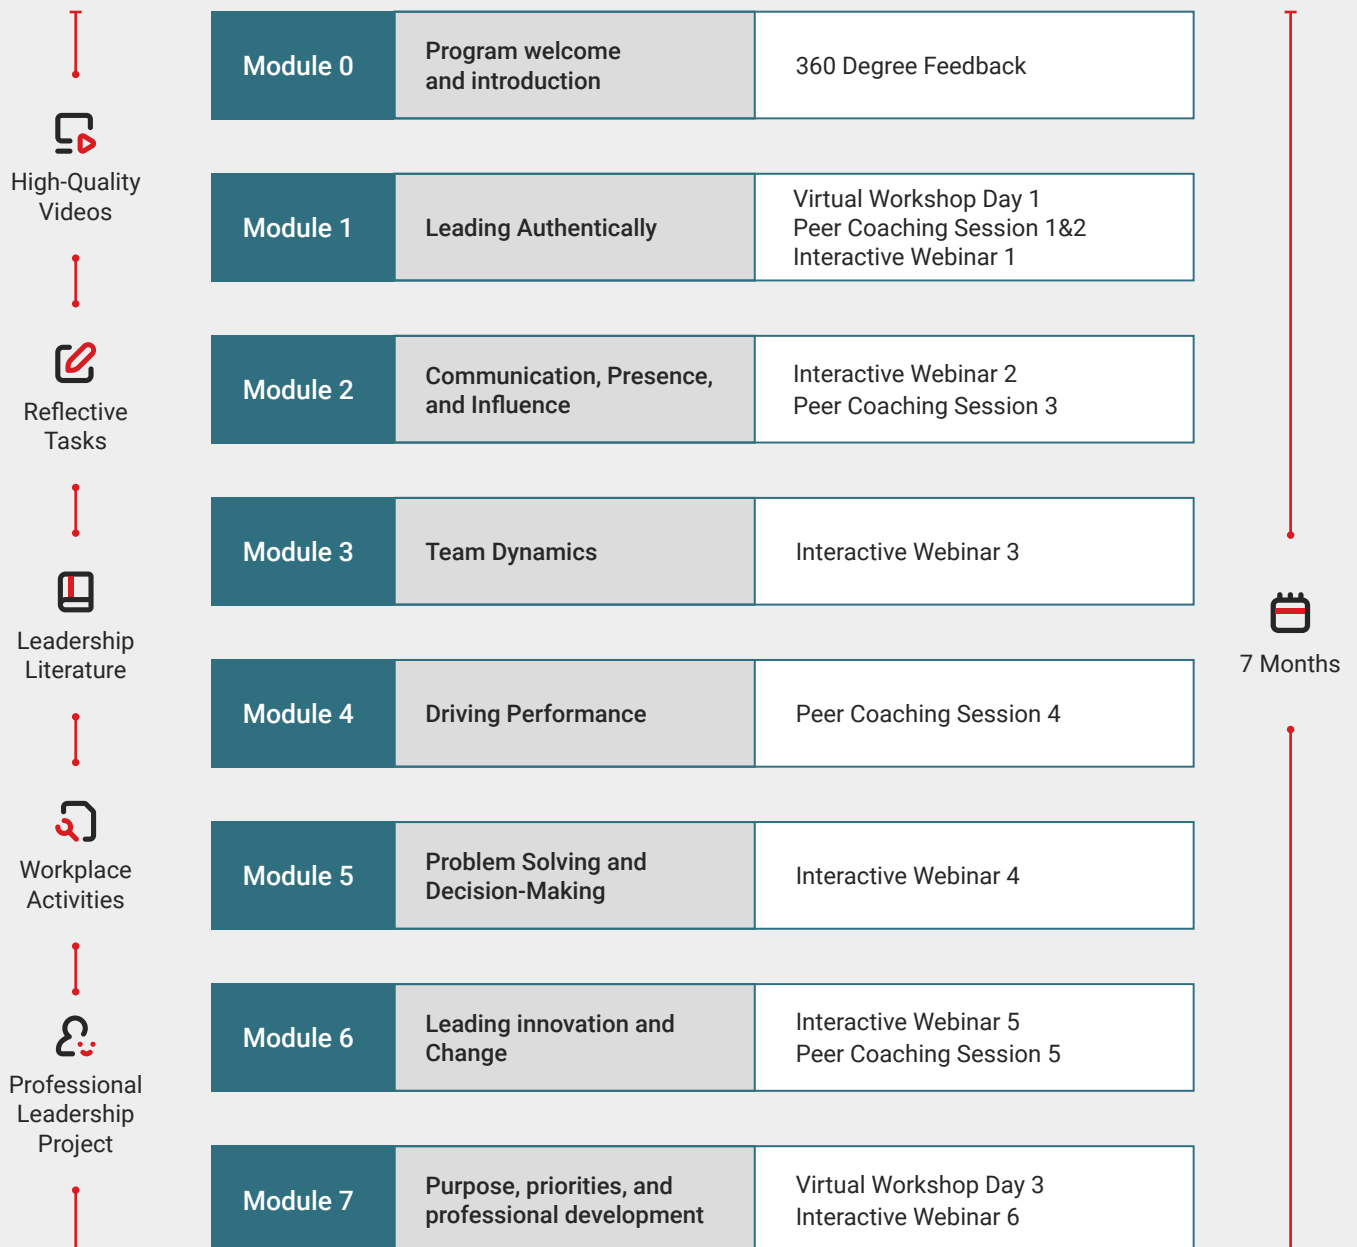 Module 0
Program welcome
and introduction
360 Degree Feedback
High-Quality
Videos
Module 1
Leading Authentically
Virtual Workshop Day 1
Peer Coaching Session 1&2
Interactive Webinar 1
Reflective
Tasks
Module 2
Communication, Presence,
and Influence
Interactive Webinar 2
Peer Coaching Session 3
Module 3
Team Dynamics
Interactive Webinar 3
Leadership
Literature
7 Months
Module 4
Driving Performance
Peer Coaching Session 4
Workplace
Activities
Module 5
Problem Solving and
Decision-Making
Interactive Webinar 4
Module 6
Leading innovation and
Change
Interactive Webinar 5
Peer Coaching Session 5
Professional
Leadership
Project
Module 7
Purpose, priorities, and
professional development
Virtual Workshop Day 3
Interactive Webinar 6